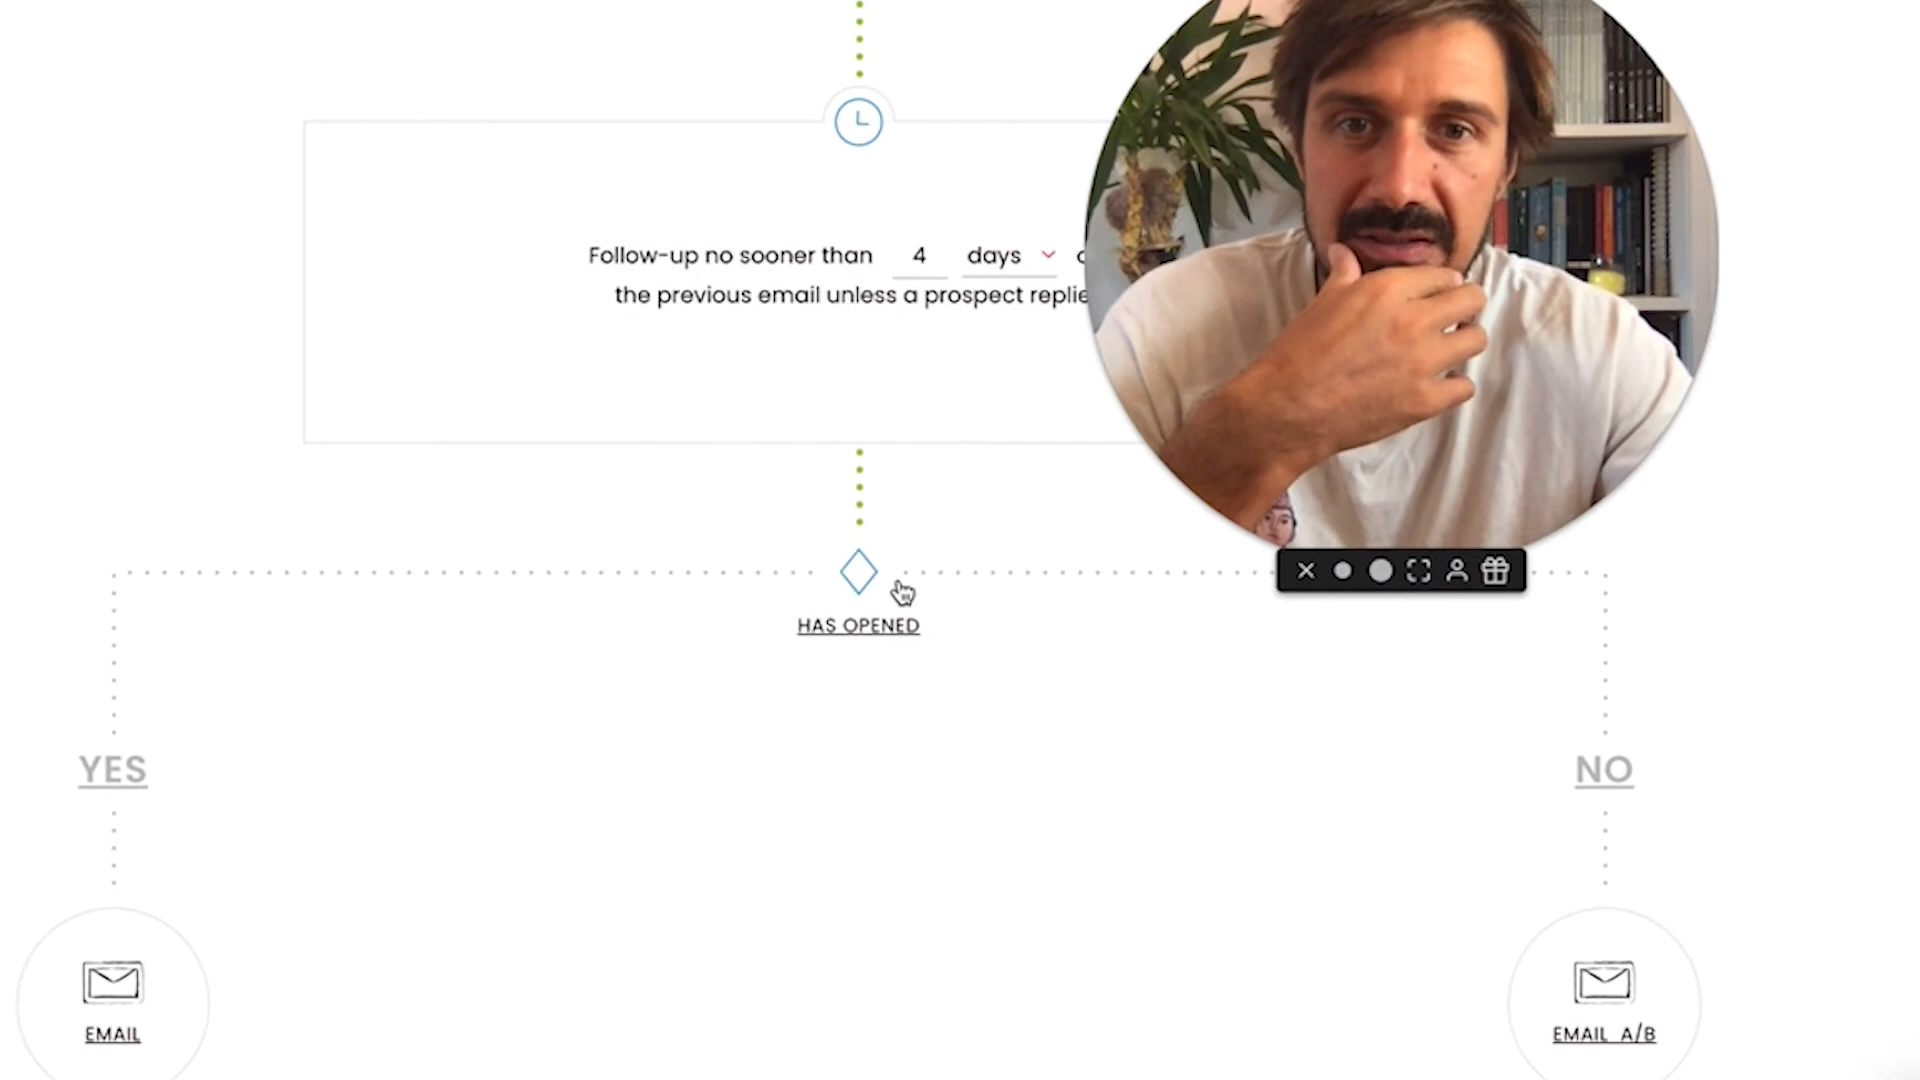 Follow-up no sooner than 4 days
the previous email unless a prospect
HAS OPENED
YES
NO
EMAIL
EMAIL A/B